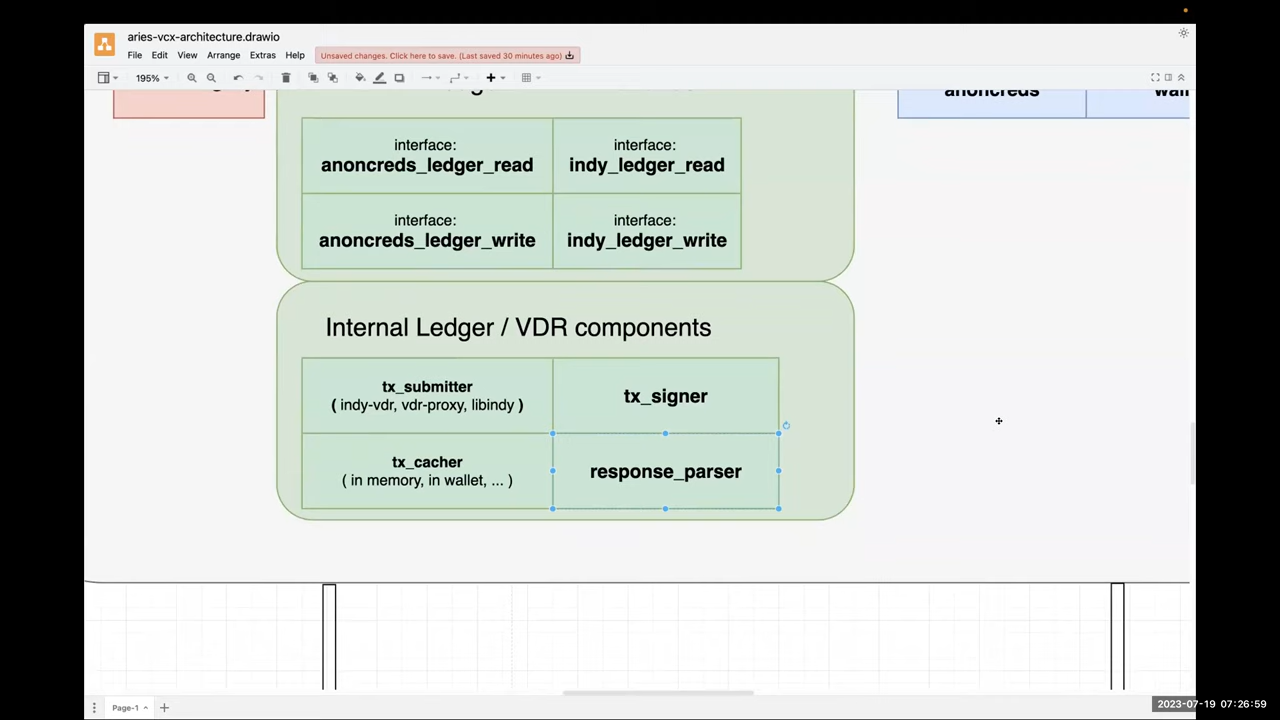 aries-vcx-architecture.drawio
File Edit View Arrange Extras Help Unsaved changes. Click here to save. (Last saved 30 minutes ago)
195%
anoncreds
interface:
anoncreds_ledger_read
interface:
indy_ledger_read
interface:
anoncreds_ledger_write
interface:
indy_ledger_write
Internal Ledger / VDR components
tx_submitter
( indy-vdr, vdr-proxy, libindy )
tx_signer
tx_cacher
( in memory, in wallet, ... )
response_parser
Page-1
2023-07-19 07:26:59